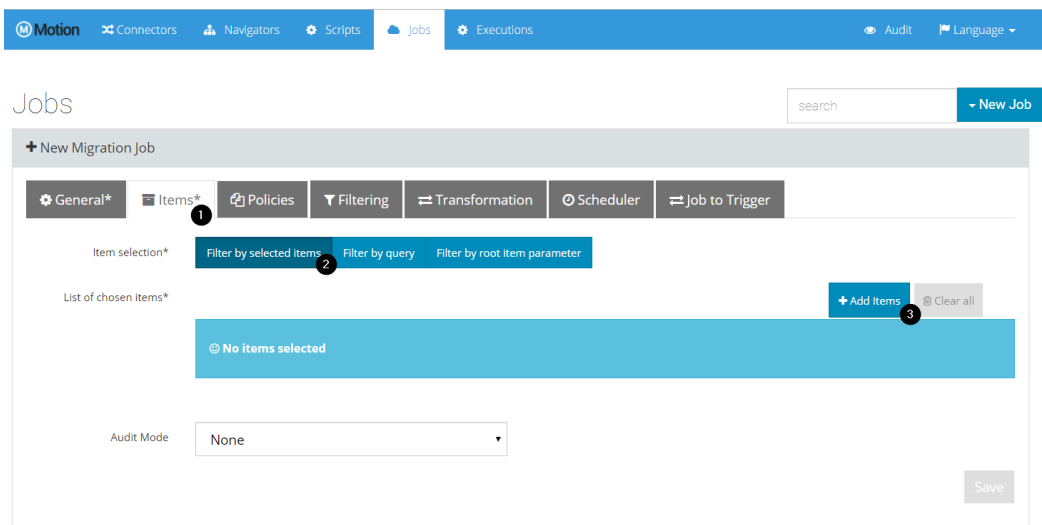 Motion Connectors Navigators Scripts Jobs Executions Audit Language
Jobs
search
New Job
New Migration Job
General* Items* Policies Filtering Transformation Scheduler Job to Trigger
1
Item selection* Filter by selected items Filter by query Filter by root item parameter
2
List of chosen items* Add Items Clear all
3
No items selected
Audit Mode None
Save